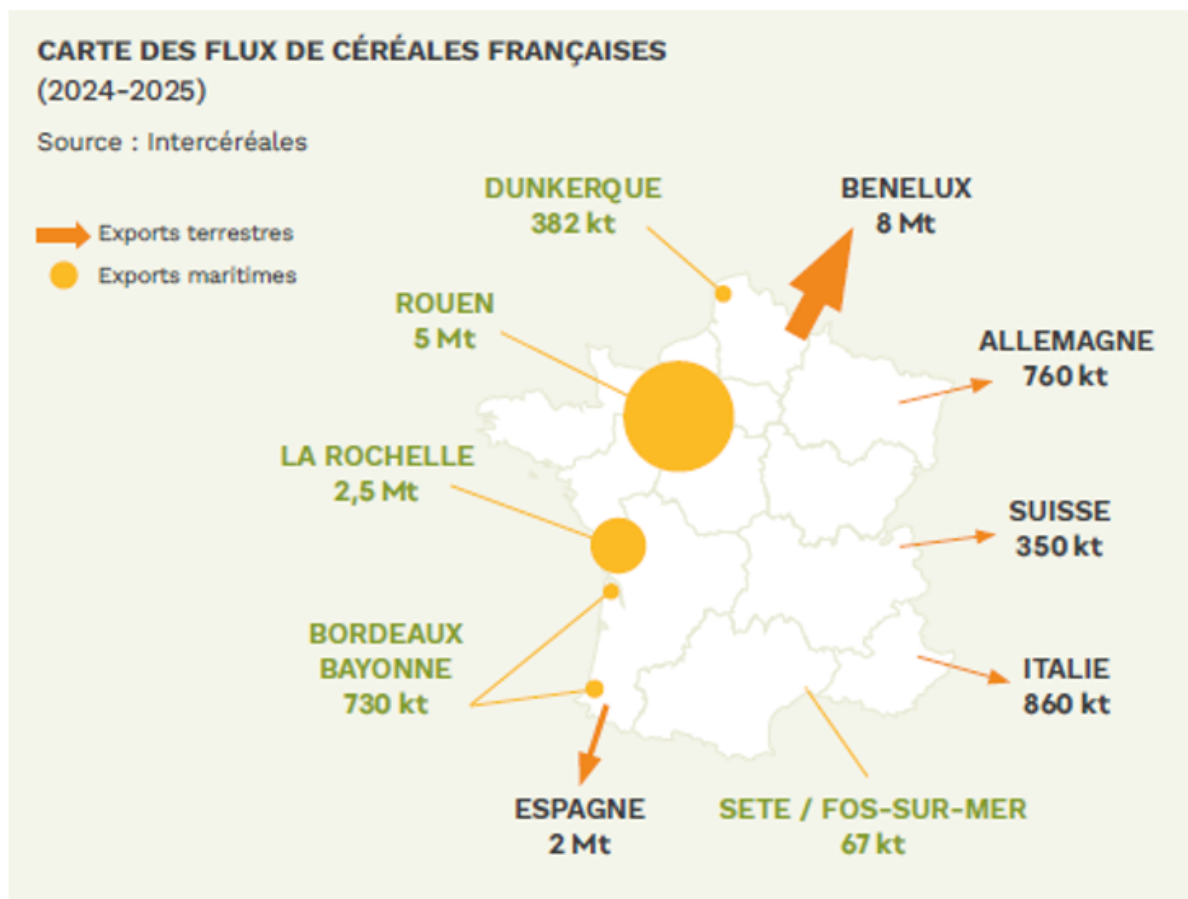 CARTE DES FLUX DE CÉRÉALES FRANÇAISES
(2024-2025)
Source : Intercéréales
Exports terrestres
Exports maritimes
DUNKERQUE
382 kt
BENELUX
8 Mt
ROUEN
5 Mt
ALLEMAGNE
760 kt
LA ROCHELLE
2,5 Mt
SUISSE
350 kt
BORDEAUX
BAYONNE
730 kt
ITALIE
860 kt
ESPAGNE
2 Mt
SETE / FOS-SUR-MER
67 kt